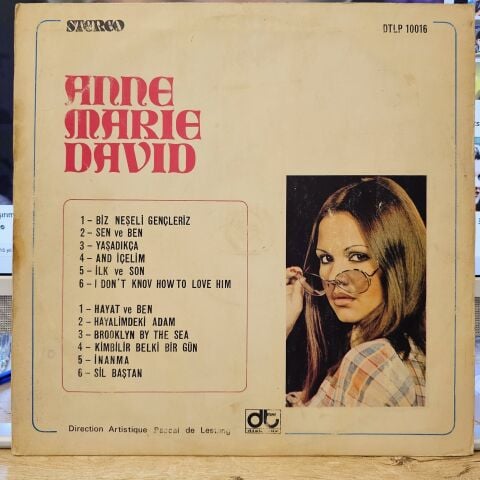 STEREO
DTLP 10016
ANNE
MARIE
DAVID
1 – BİZ NEŞELİ GENÇLERİZ
2 – SEN ve BEN
3 – YAŞADIKÇA
4 – AND İÇELİM
5 – İLK ve SON
6 – I DON'T KNOV HOW TO LOVE HIM
1 – HAYAT ve BEN
2 – HAYALİMDEKİ ADAM
3 – BROOKLYN BY THE SEA
4 – KİMBİLİR BELKİ BİR GÜN
5 – İNANMA
6 – SİL BAŞTAN
Direction Artistique Pascal de
dt